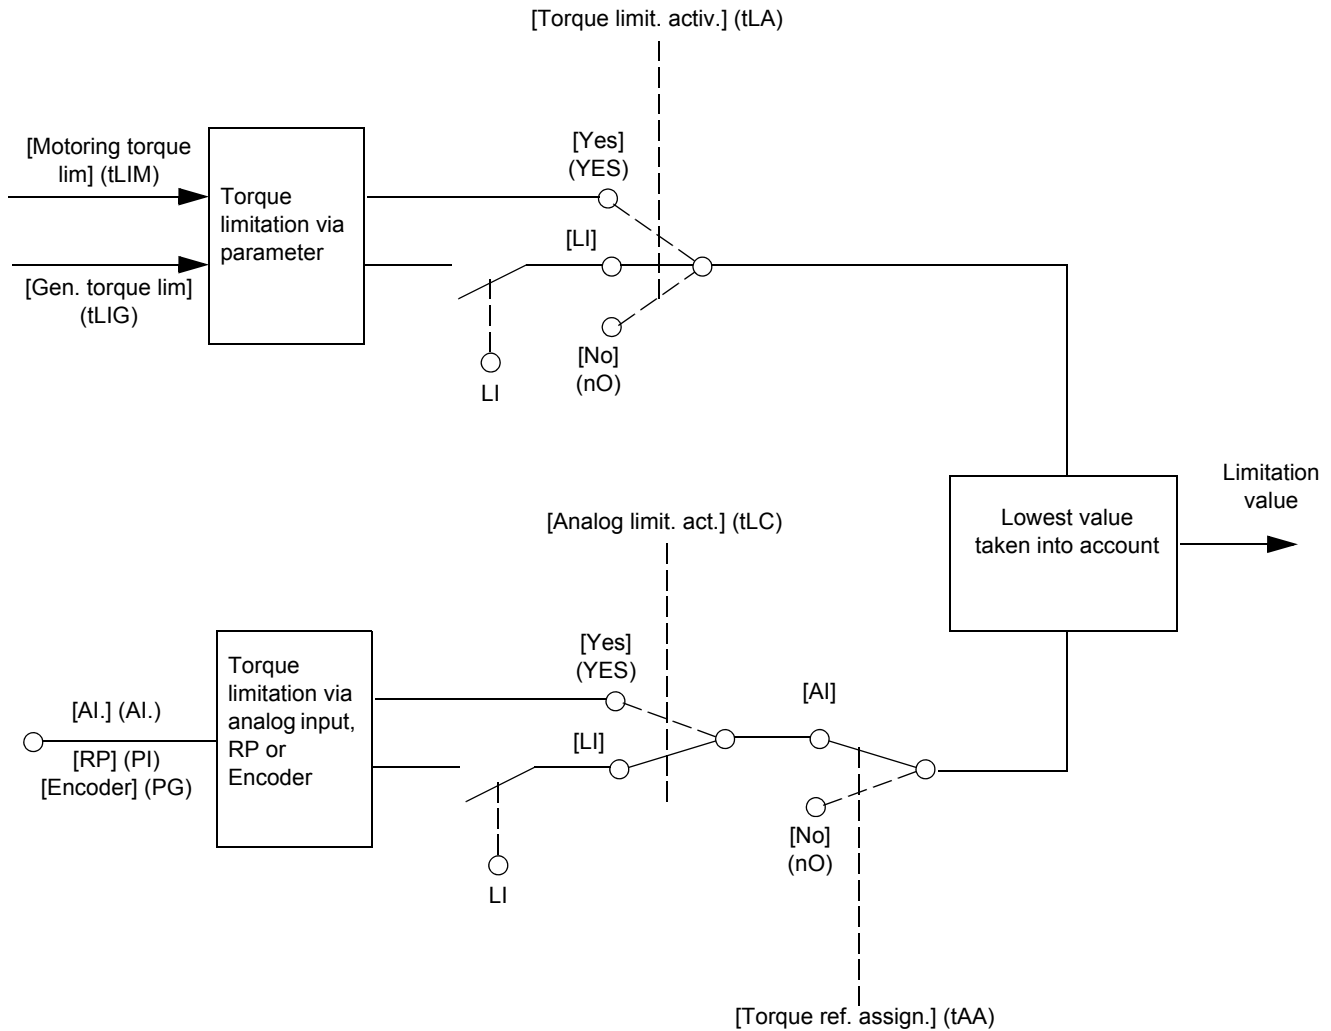 [Torque limit. activ.] (tLA)
[Motoring torque
lim] (tLIM)
[Gen. torque lim]
(tLIG)
Torque
limitation via
parameter
[Yes]
(YES)
[LI]
[No]
(nO)
LI
Lowest value
taken into account
Limitation
value
[Analog limit. act.] (tLC)
[AI.] (AI.)
[RP] (PI)
[Encoder] (PG)
Torque
limitation via
analog input,
RP or
Encoder
[Yes]
(YES)
[LI]
LI
[AI]
[No]
(nO)
[Torque ref. assign.] (tAA)